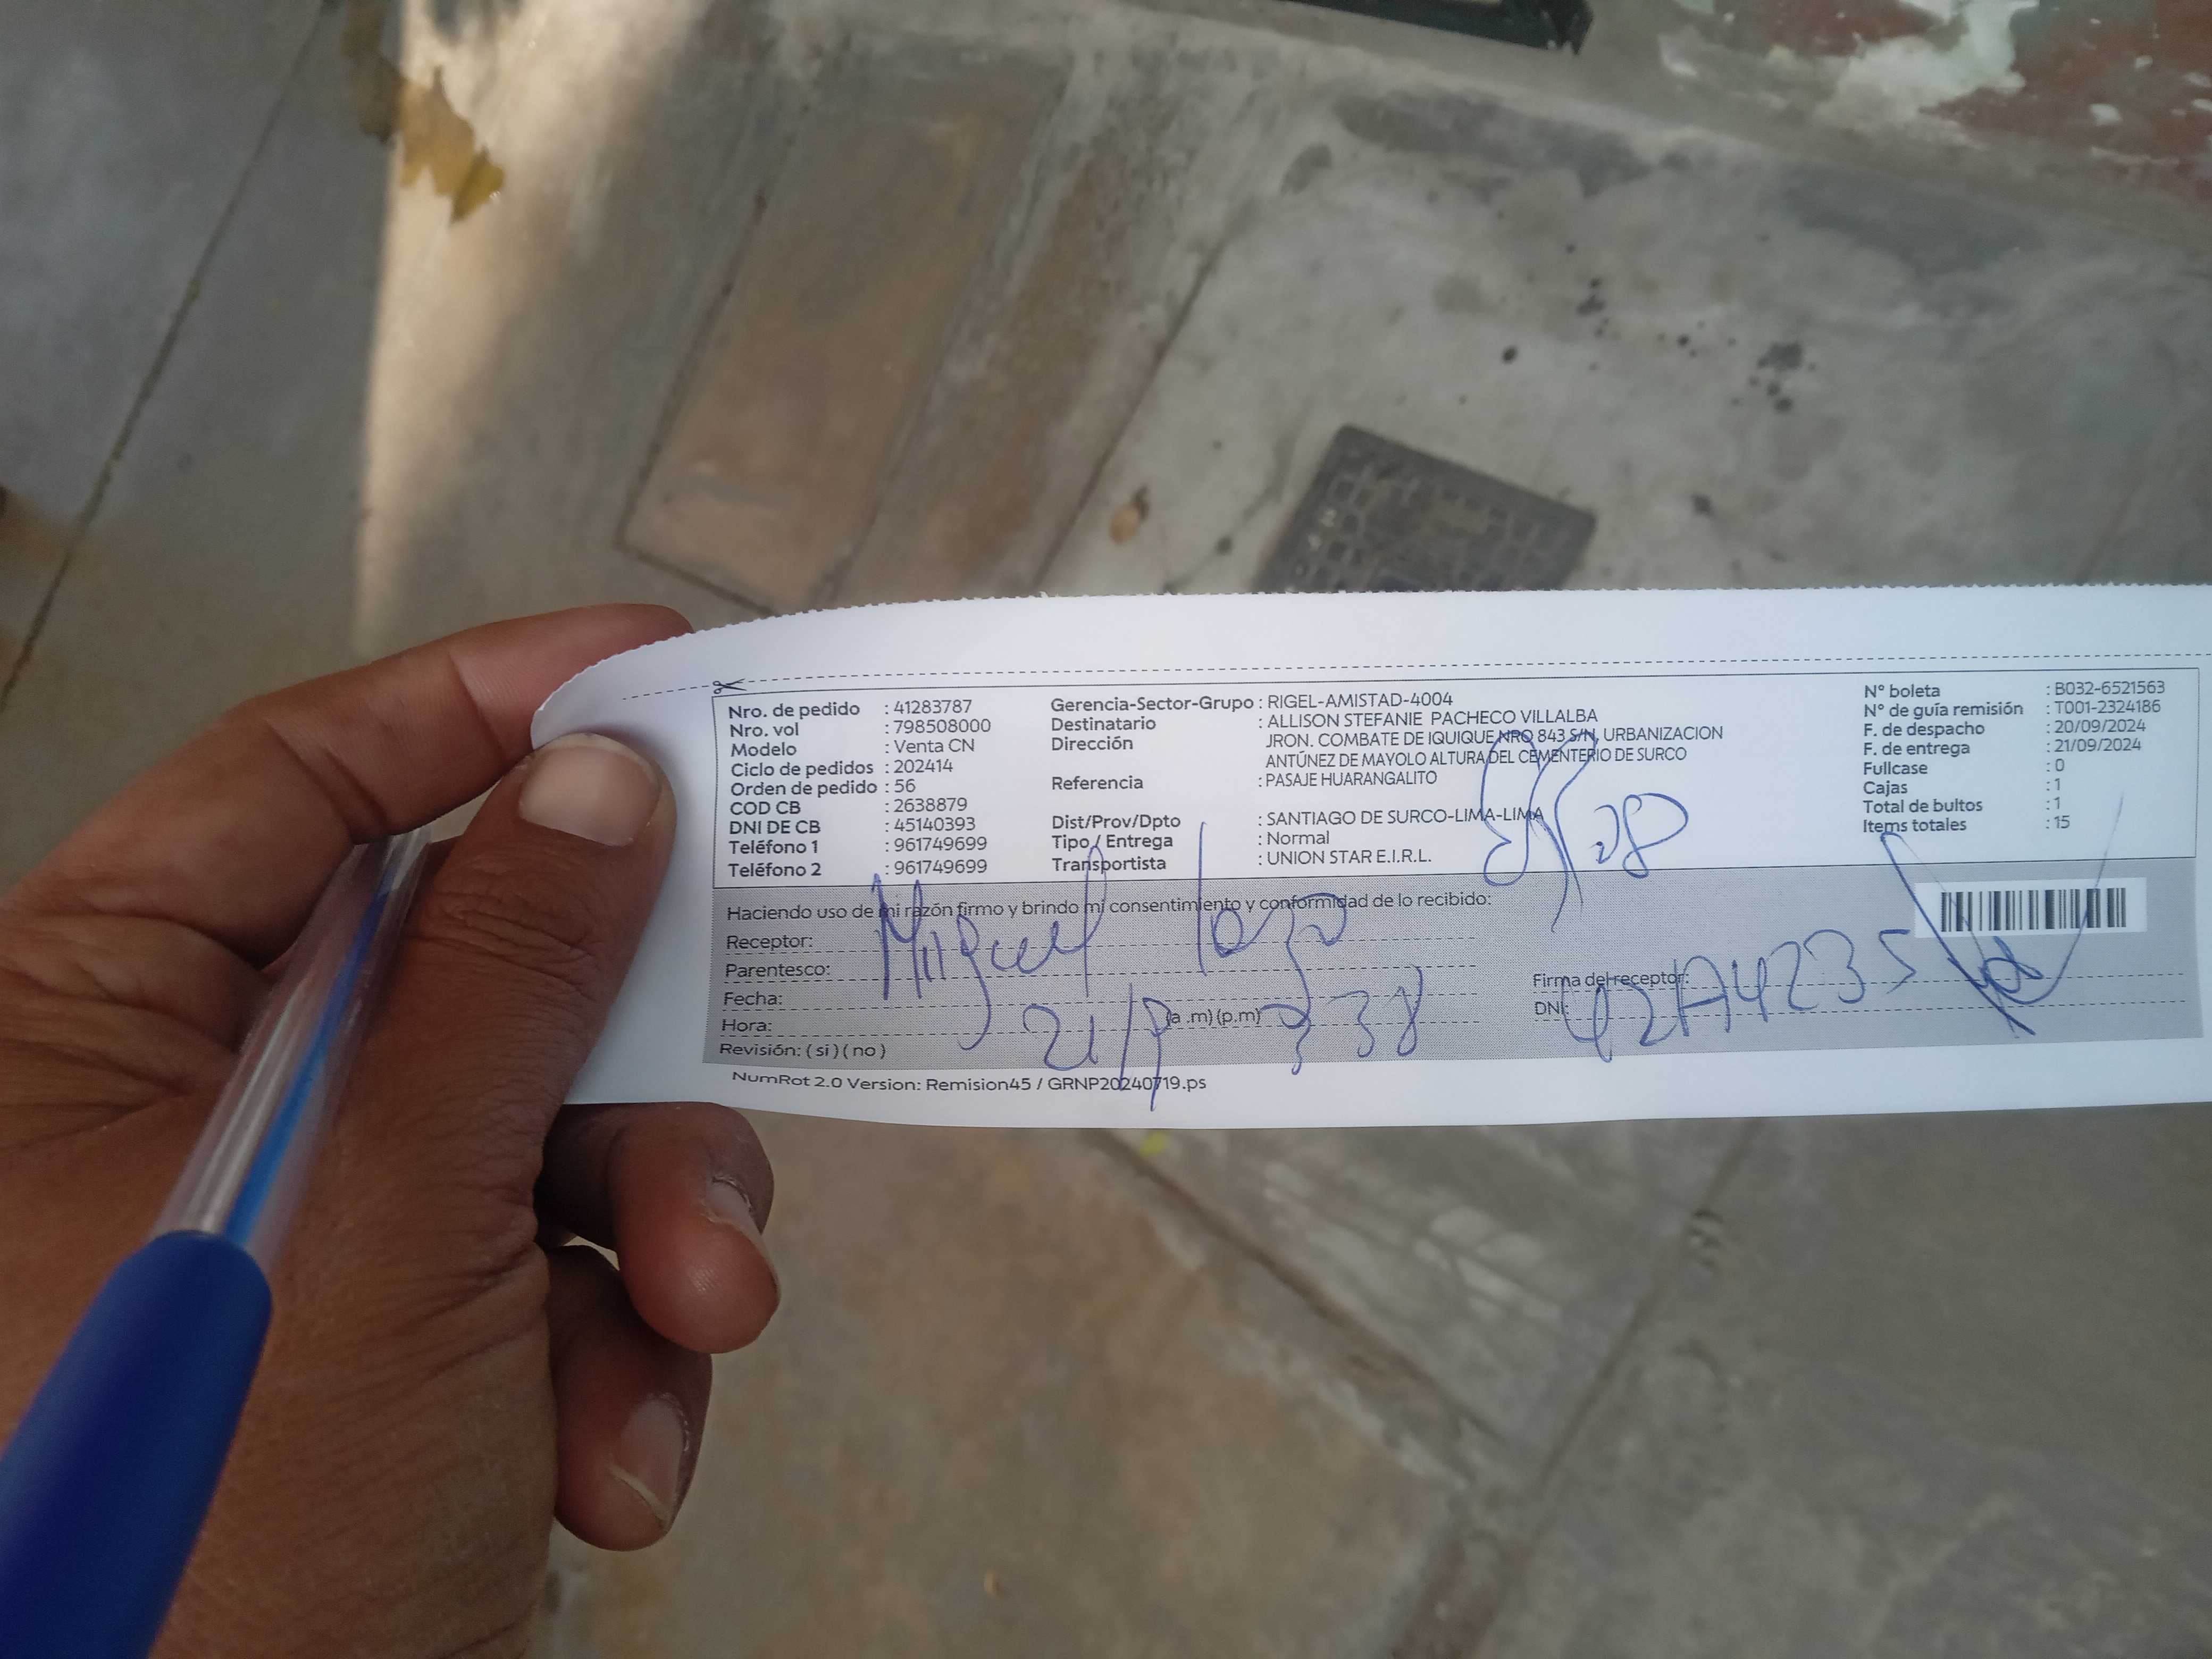 Nro. de pedido : 41283787
Nro. vol : 798508000
Modelo : Venta CN
Ciclo de pedidos : 202414
Orden de pedido : 56
COD CB : 2638879
DNI DE CB : 45140393
Teléfono 1 : 961749699
Teléfono 2 : 961749699
Gerencia-Sector-Grupo : RIGEL-AMISTAD-4004
Destinatario : ALLISON STEFANIE PACHECO VILLALBA
Dirección JRON. COMBATE DE IQUIQUE NRO 843 S/N, URBANIZACION
ANTÚNEZ DE MAYOLO ALTURA DEL CEMENTERIO DE SURCO
Referencia : PASAJE HUARANGALITO
Dist/Prov/Dpto : SANTIAGO DE SURCO-LIMA-LIMA
Tipo / Entrega : Normal
Transportista : UNION STAR E.I.R.L.
N° boleta : B032-6521563
N° de guía remisión : T001-2324186
F. de despacho : 20/09/2024
F. de entrega : 21/09/2024
Fullcase : 0
Cajas : 1
Total de bultos : 1
Items totales : 15
Haciendo uso de mi razón firmo y brindo mi consentimiento y conformidad de lo recibido:
Receptor: Miguel
Parentesco:
Fecha:
Hora: (a .m) (p.m)
Revisión: ( si ) ( no )
Firma del receptor:
DNI:
NumRot 2.0 Version: Remision45 / GRNP20240719.ps